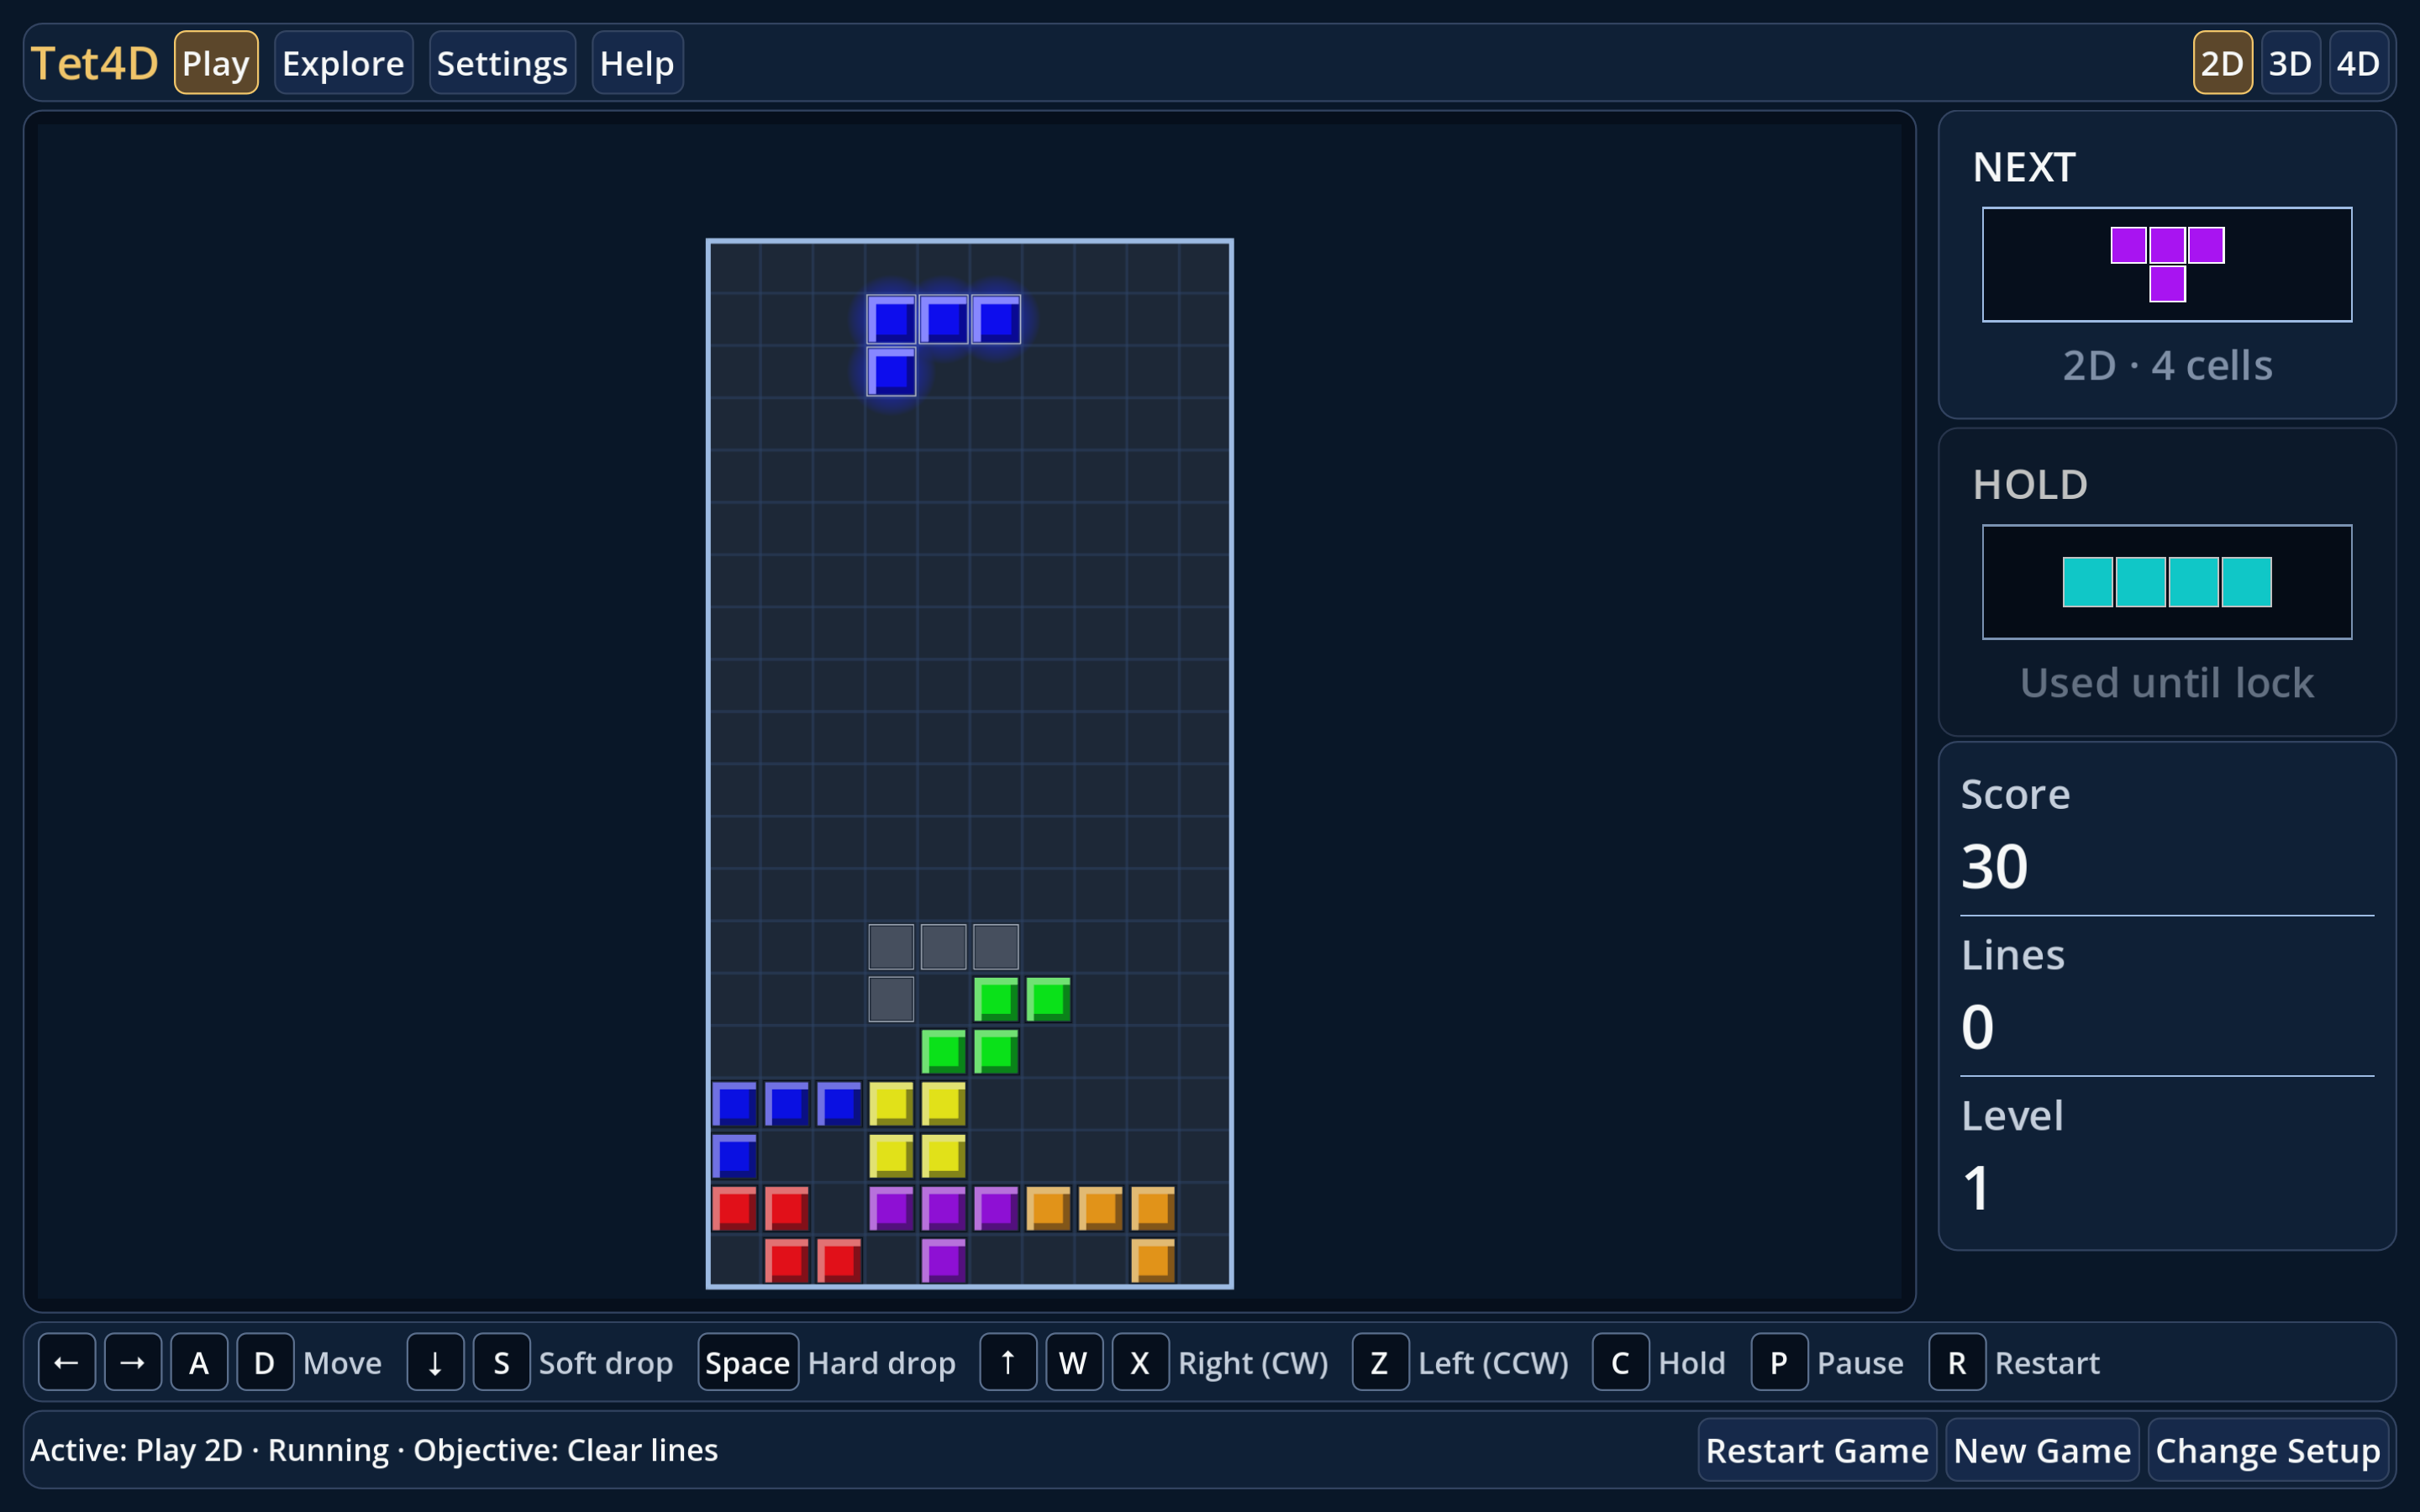 Tet4D Play Explore Settings Help 2D 3D 4D
NEXT
2D · 4 cells
HOLD
Used until lock
Score
30
Lines
0
Level
1
← → A D Move ↓ S Soft drop Space Hard drop ↑ W X Right (CW) Z Left (CCW) C Hold P Pause R Restart
Active: Play 2D · Running · Objective: Clear lines Restart Game New Game Change Setup